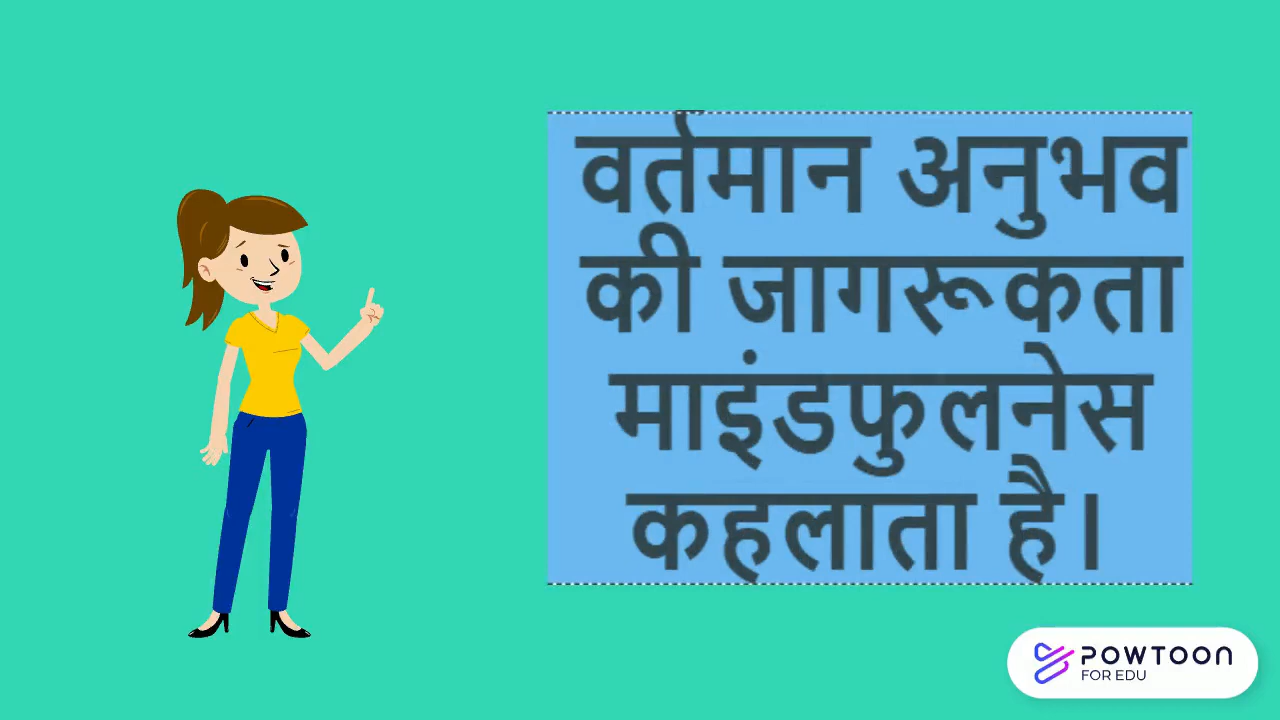 वर्तमान अनुभव
की जागरूकता
माइंडफुलनेस
कहलाता है।
POWTOON
FOR EDU